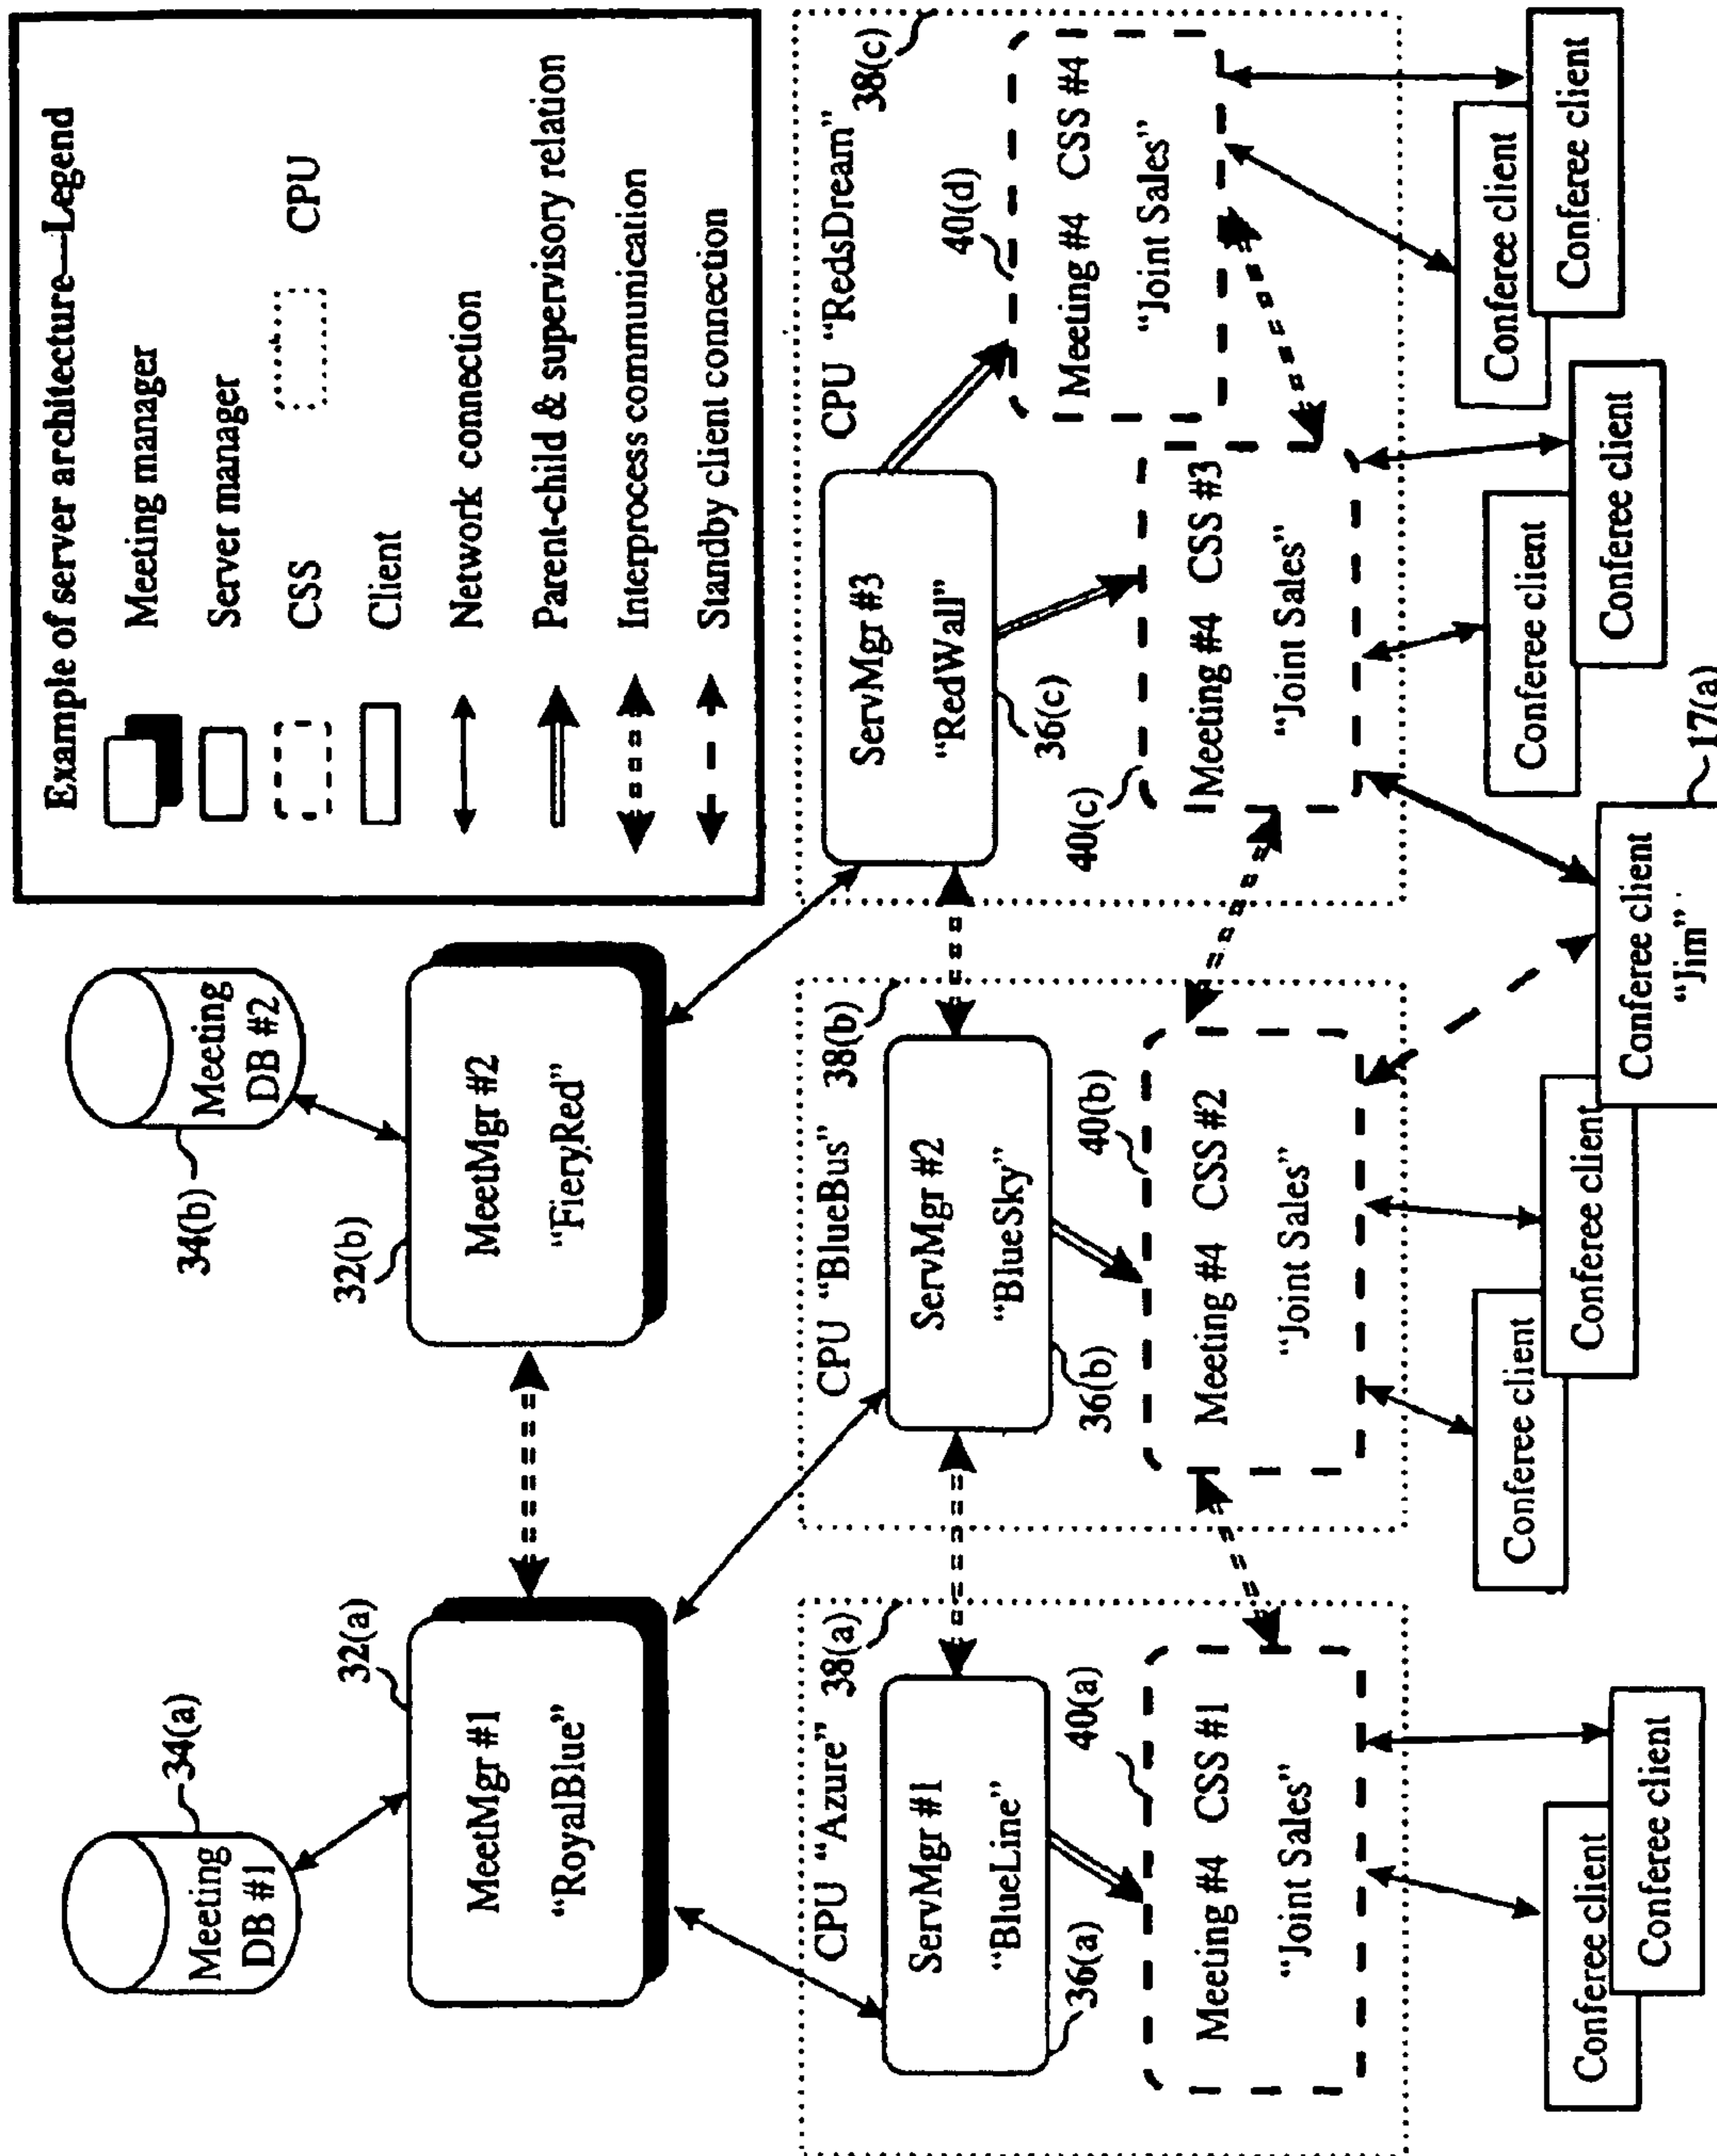 Example of server architecture—Legend
Meeting manager
Server manager
CSS
CPU
Client
Network connection
Parent-child & supervisory relation
Interprocess communication
Standby client connection
Meeting
DB #1
34(a)
Meeting
DB #2
34(b)
32(a)
MeetMgr #1
“RoyalBlue”
32(b)
MeetMgr #2
“FieryRed”
CPU “Azure” 38(a)
ServMgr #1
“BlueLine”
36(a)
40(a)
Meeting #4 CSS #1
“Joint Sales”
CPU “BlueBus” 38(b)
ServMgr #2
“BlueSky”
36(b)
40(b)
Meeting #4 CSS #2
“Joint Sales”
CPU “RedsDream”
38(c)
ServMgr #3
“RedWall”
36(c)
40(c)
Meeting #4 CSS #3
“Joint Sales”
40(d)
Meeting #4 CSS #4
“Joint Sales”
Conferee client
Conferee client
Conferee client
Conferee client
Conferee client
“Jim”
17(a)
Conferee client
Conferee client
Conferee client
Conferee client